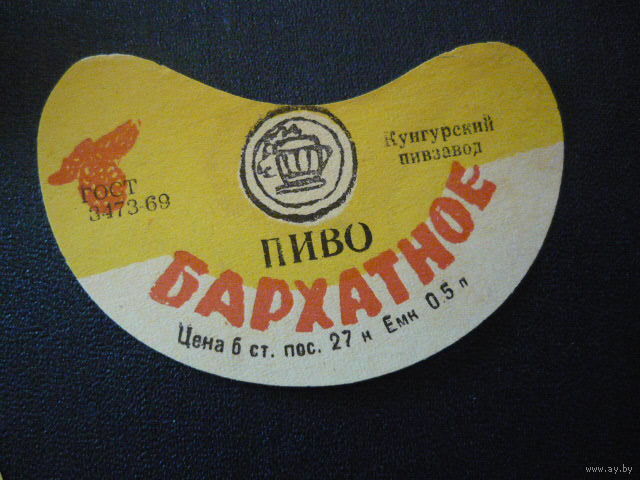 Кунгурский
пивзавод
ГОСТ
3473-69
ПИВО
БАРХАТНОЕ
Цена б ст. пос. 27 к Емк 0.5 л
www.ay.by